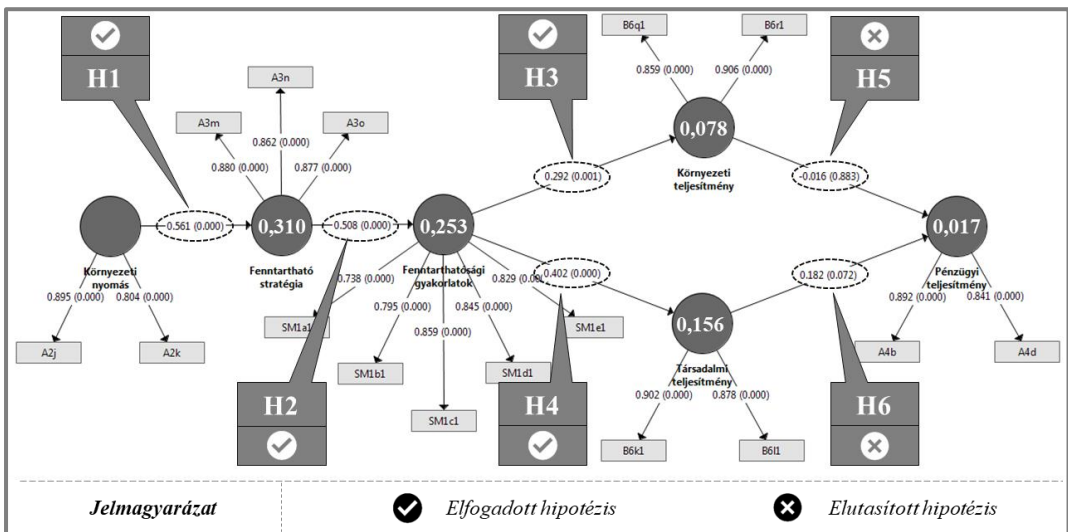 H1
H3
H5
B6q1
B6r1
0.859 (0.000)
0.906 (0.000)
A3n
A3m
A3o
0.862 (0.000)
0.880 (0.000)
0.877 (0.000)
0,078
Környezeti
teljesítmény
0.292 (0.001)
-0.016 (0.883)
0.561 (0.000)
0,310
0.508 (0.000)
0,253
0,017
Környezeti
nyomás
Fenntartható
stratégia
Fenntarthatósági
gyakorlatok
Pénzügyi
teljesítmény
0.402 (0.000)
0.182 (0.072)
0.895 (0.000)
0.804 (0.000)
0.738 (0.000)
0.795 (0.000)
0.859 (0.000)
0.845 (0.000)
0.892 (0.000)
0.841 (0.000)
A2j
A2k
SM1a1
SM1b1
SM1c1
SM1d1
SM1e1
0,156
Társadalmi
teljesítmény
0.902 (0.000)
0.878 (0.000)
A4b
A4d
B6k1
B6l1
H2
H4
H6
Jelmagyarázat
Elfogadott hipotézis
Elutasított hipotézis